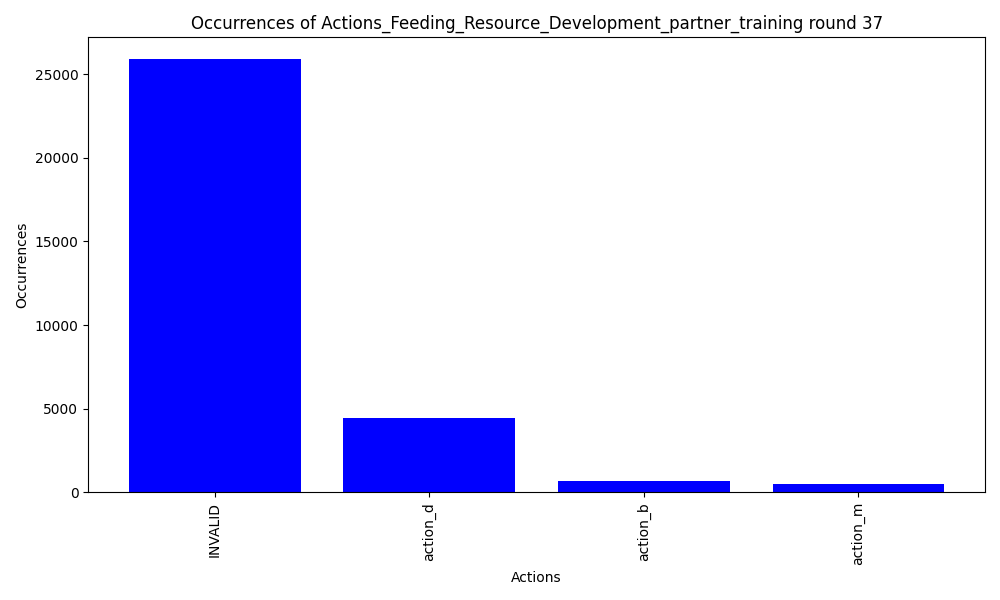 Occurrences of Actions_Feeding_Resource_Development_partner_training round 37
Occurrences
25000
20000
15000
10000
5000
0
INVALID
action_d
action_b
action_m
Actions